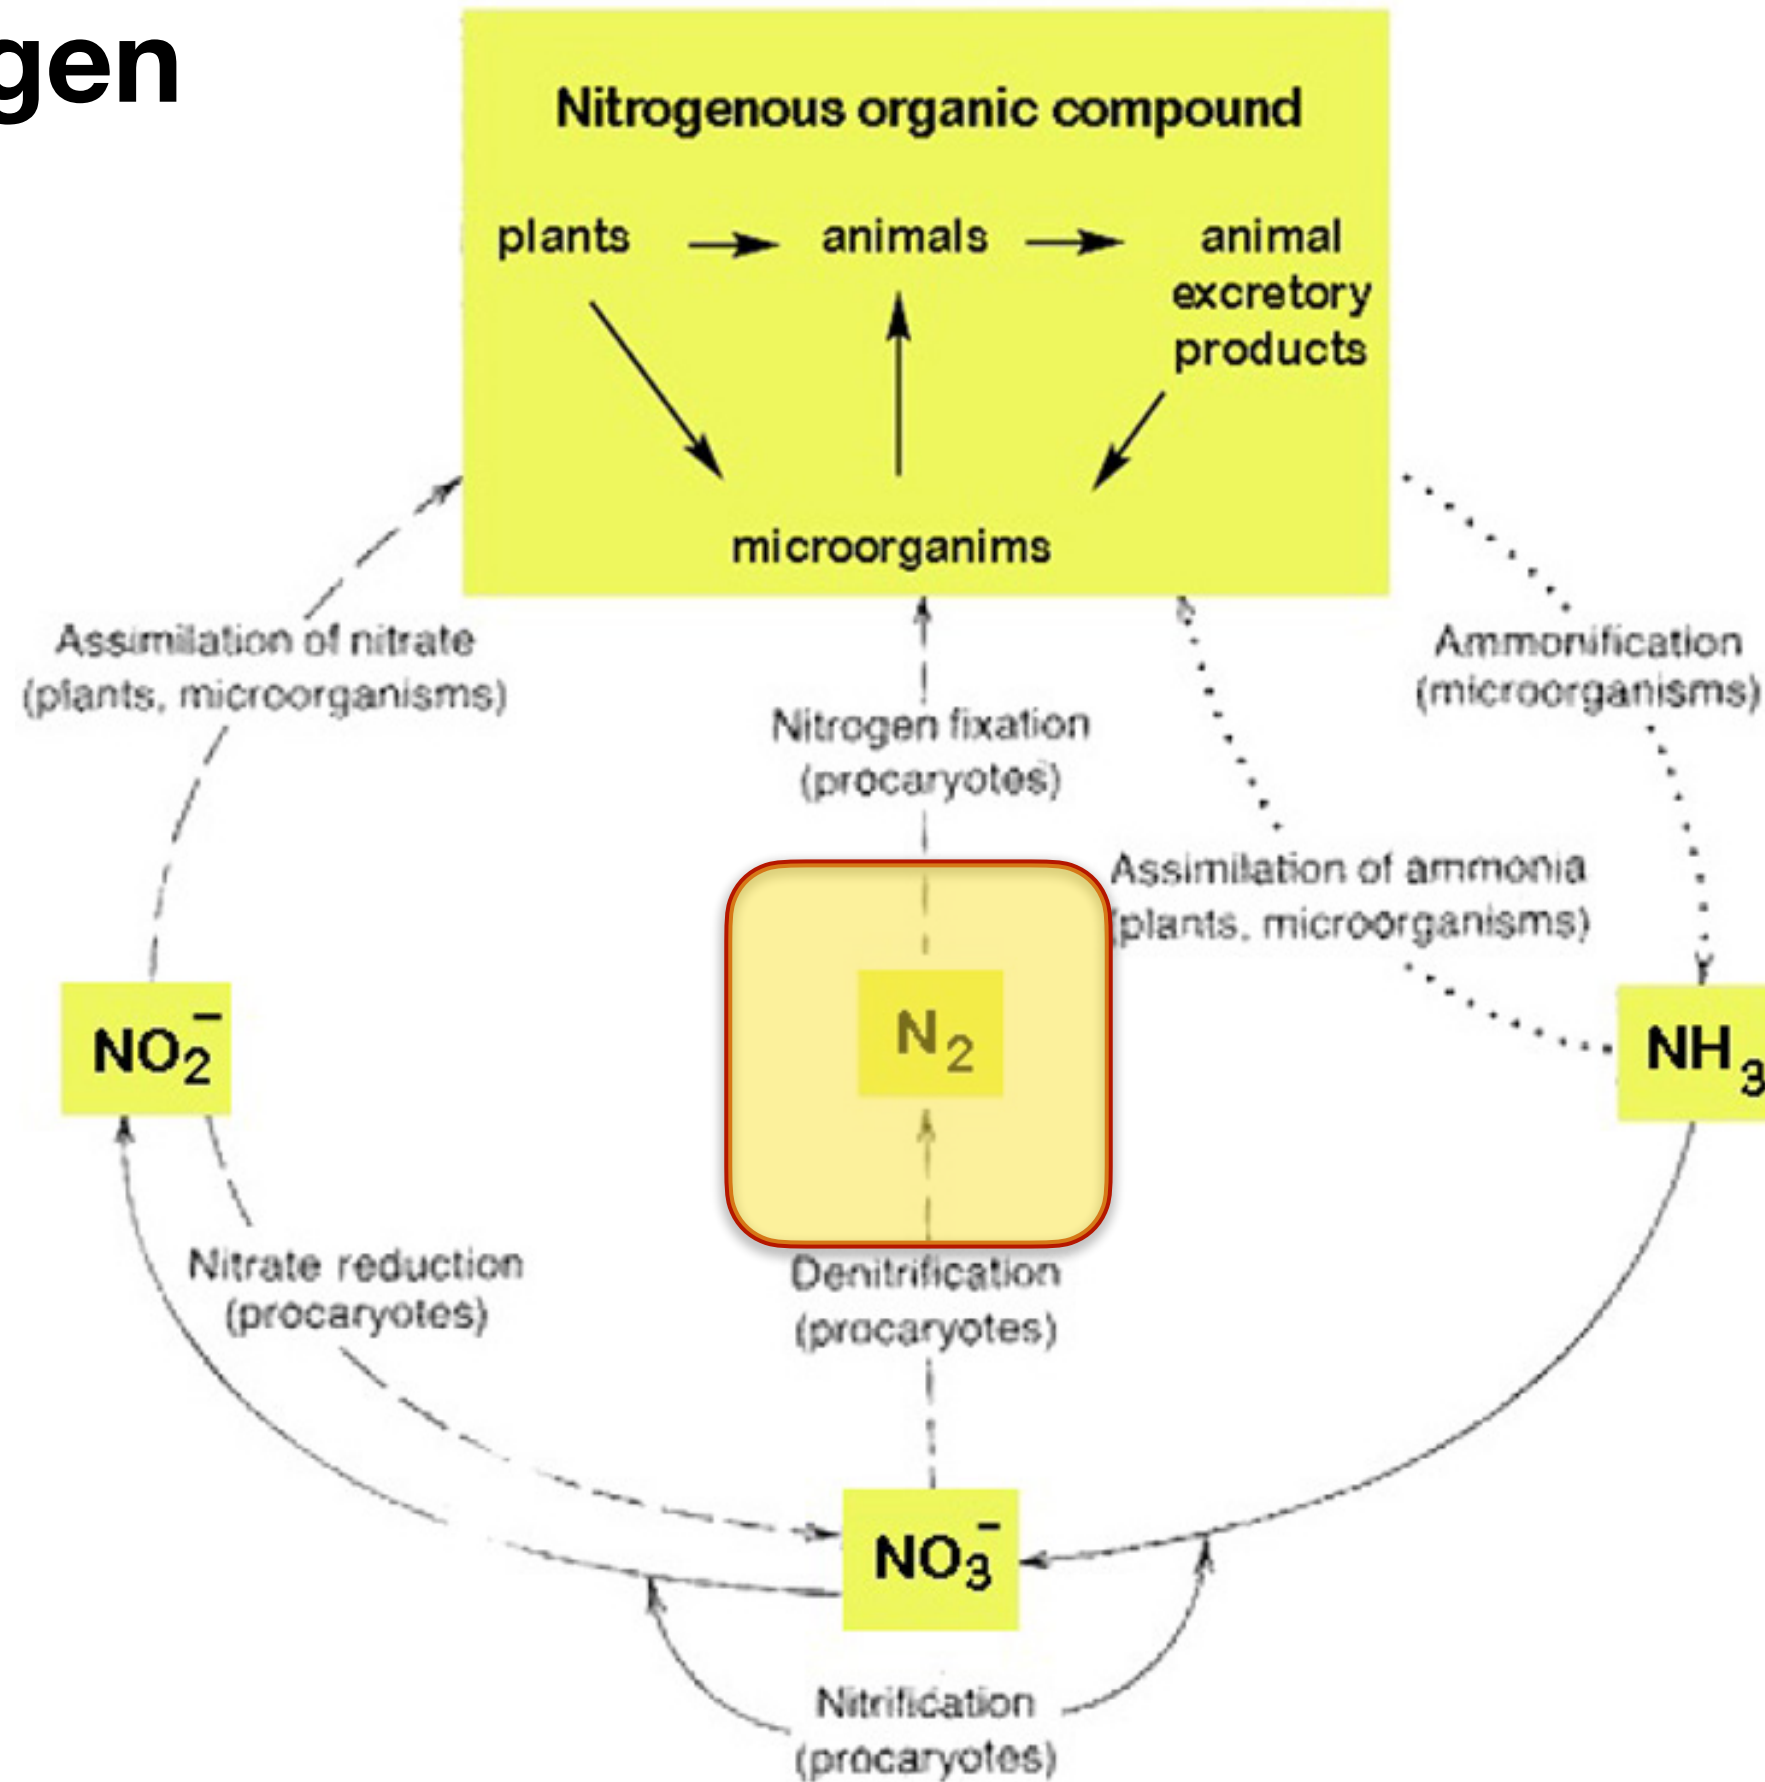 gen
Nitrogenous organic compound
plants animals animal
excretory
products
microorganims
Assimilation of nitrate
(plants, microorganisms)
Ammonification
(microorganisms)
Nitrogen fixation
(procaryotes)
Assimilation of ammonia
(plants, microorganisms)
NO₂⁻
N₂
NH₃
Nitrate reduction
(procaryotes)
Denitrification
(procaryotes)
NO₃⁻
Nitrification
(procaryotes)